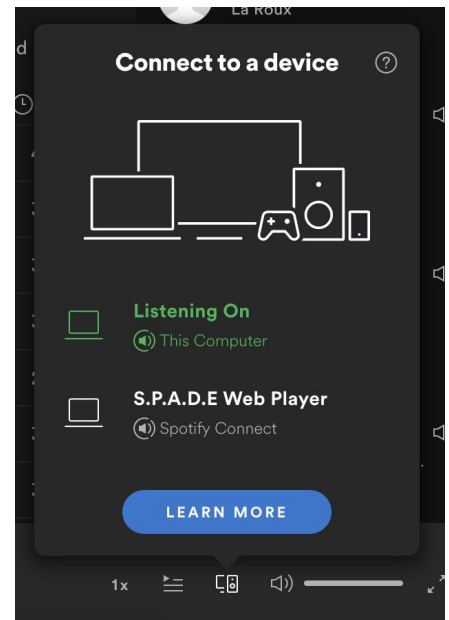 La Roux
d
Connect to a device
?
Listening On
This Computer
S.P.A.D.E Web Player
Spotify Connect
LEARN MORE
1x